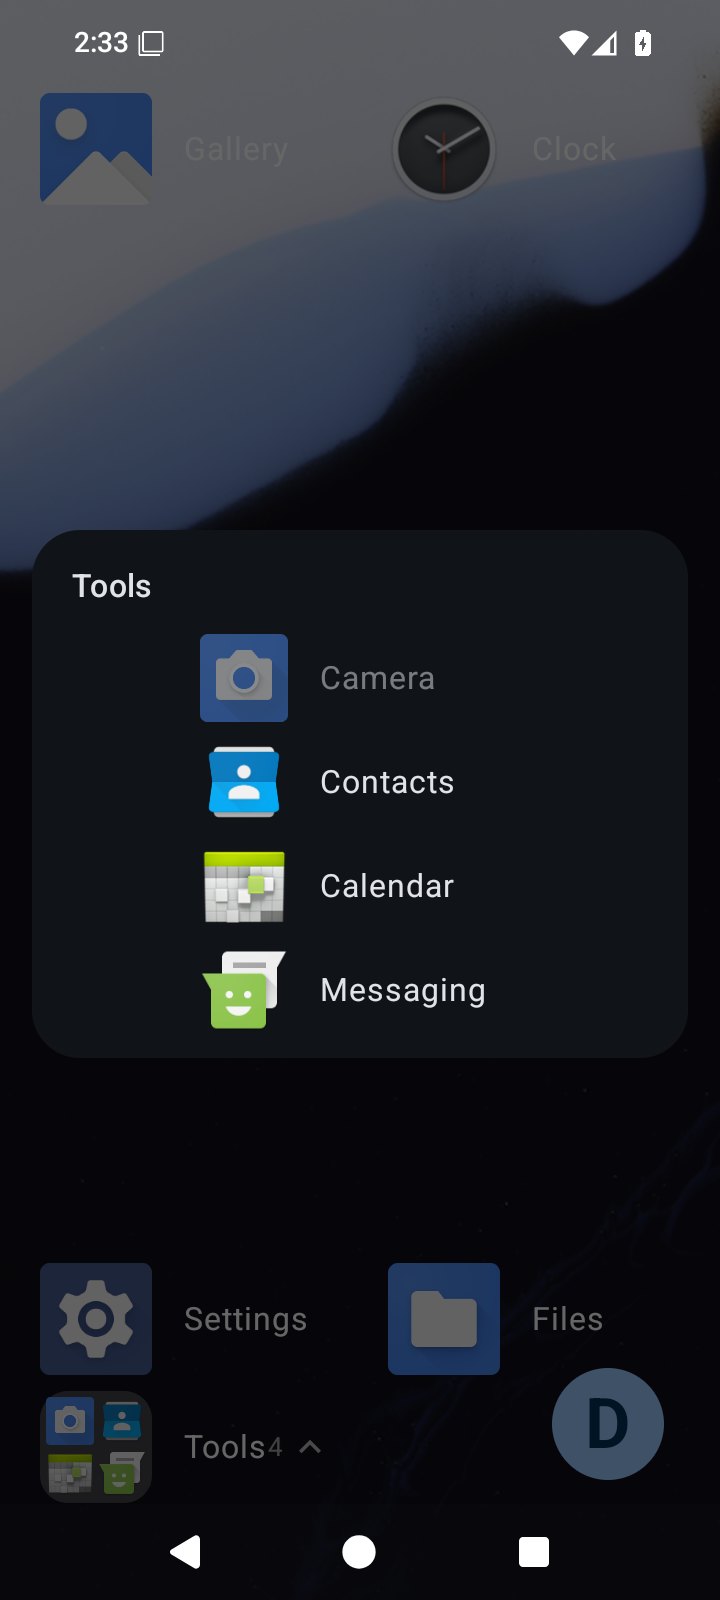 2:33
Gallery
Clock
Tools
Camera
Contacts
Calendar
Messaging
Settings
Files
Tools4
D